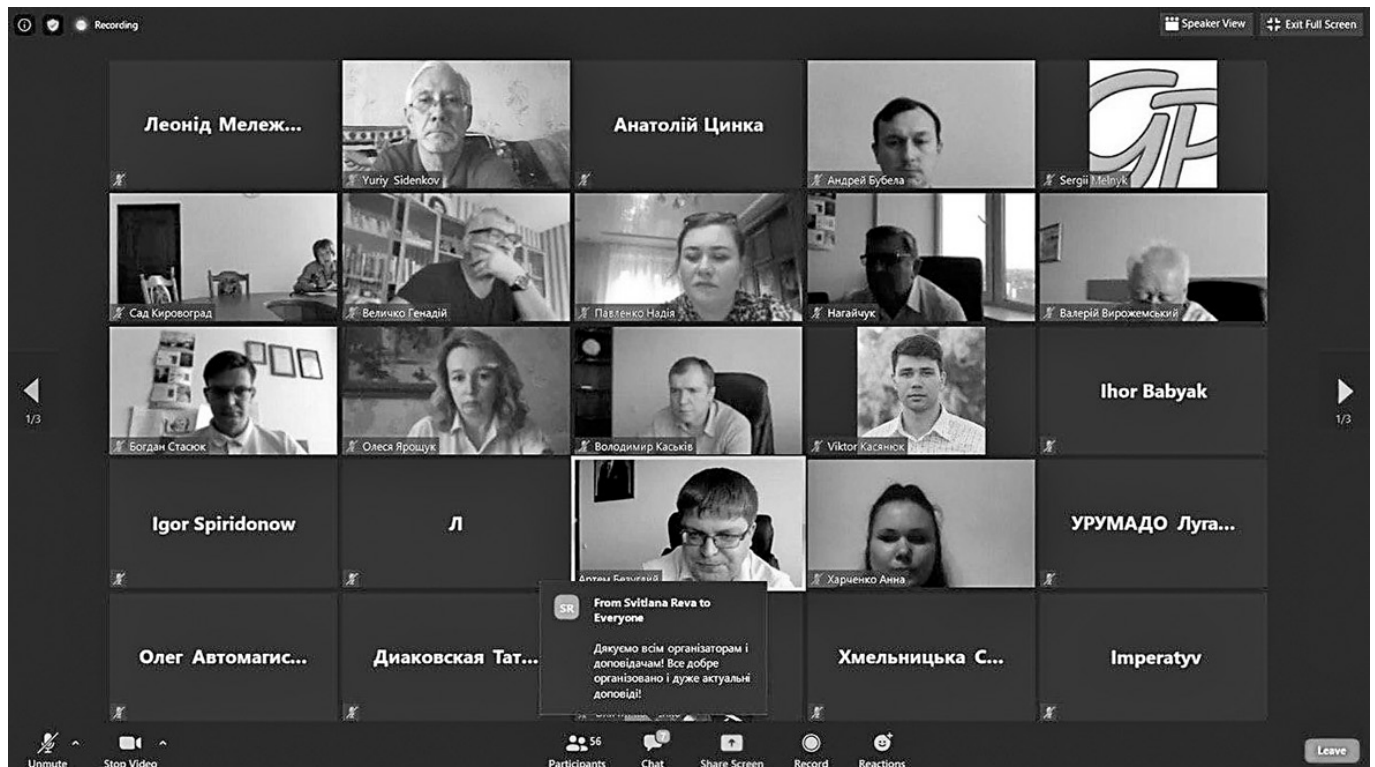 Recording
Speaker View
Exit Full Screen
Леонід Мележ...
Yuriy Sidenkov
Анатолій Цинка
Андрей Бубела
Sergii Melnyk
GP
Сад Кировоград
Величко Генадій
Павленко Надія
Нагайчук
Валерій Вирожемський
1/3
Богдан Стасюк
Олеся Ярощук
Володимир Каськів
Viktor Касянюк
Ihor Babyak
1/3
Igor Spiridonow
Л
Артем Безуглий
Харченко Анна
УРУМАДО Луга...
Олег Автомагис...
Диаковская Тат...
SR
From Svitlana Reva to
Everyone
Дякуємо всім організаторам і
доповідачам! Все добре
організовано і дуже актуальні
доповіді!
Хмельницька С...
Imperatyv
Unmute
Stop Video
56
Participants
7
Chat
Share Screen
Record
Reactions
Leave